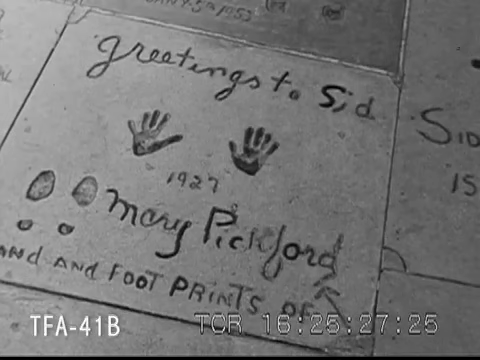 greetings to Sid
1927
Mary Pickford
AND AND FOOT PRINTS OF
SID
IS
TFA-41B
TCR 16:25:27:25